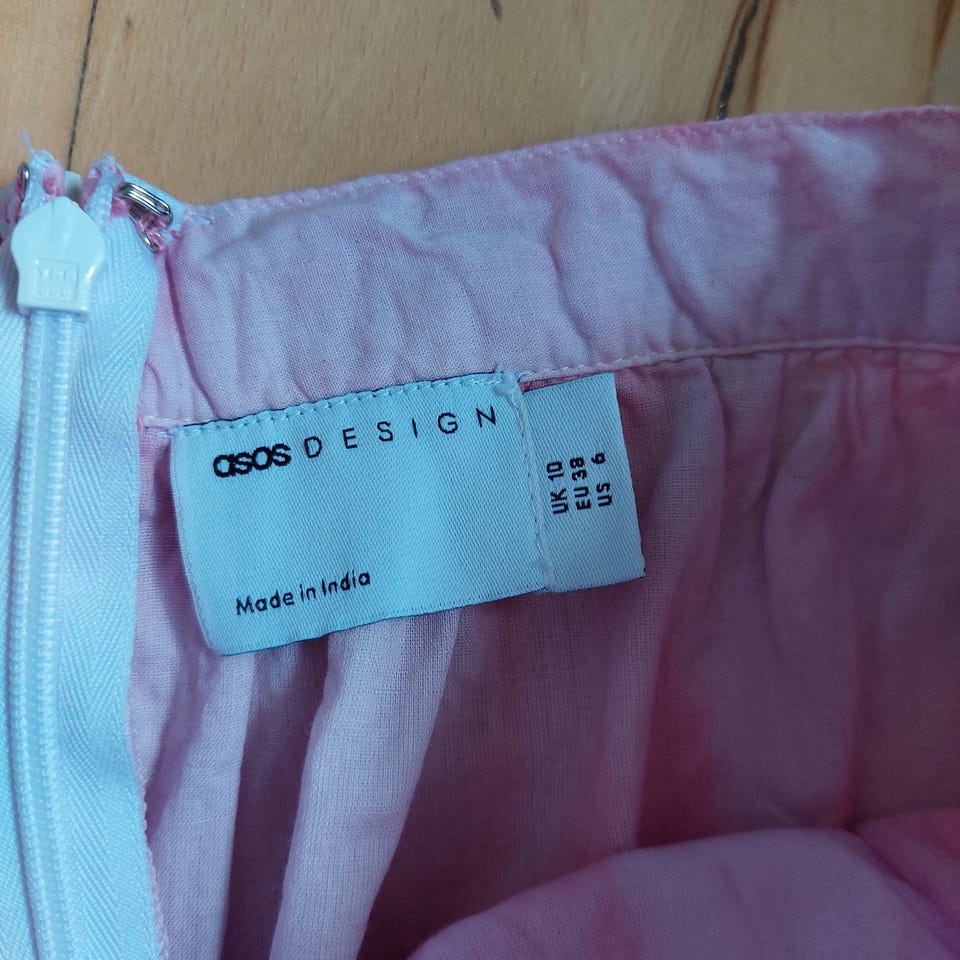 asos DESIGN
Made in India
UK 10
EU 38
US 6